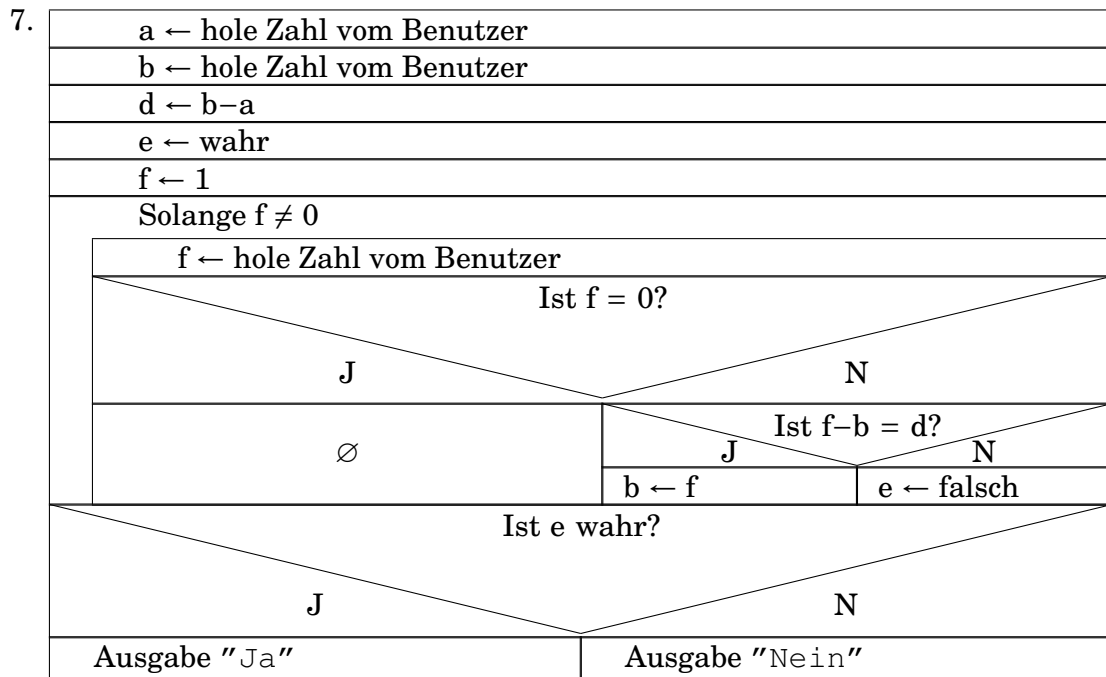 7.
a ← hole Zahl vom Benutzer
b ← hole Zahl vom Benutzer
d ← b−a
e ← wahr
f ← 1
Solange f ≠ 0
f ← hole Zahl vom Benutzer
Ist f = 0?
J N
∅
Ist f−b = d?
J N
b ← f e ← falsch
Ist e wahr?
J N
Ausgabe "Ja" Ausgabe "Nein"